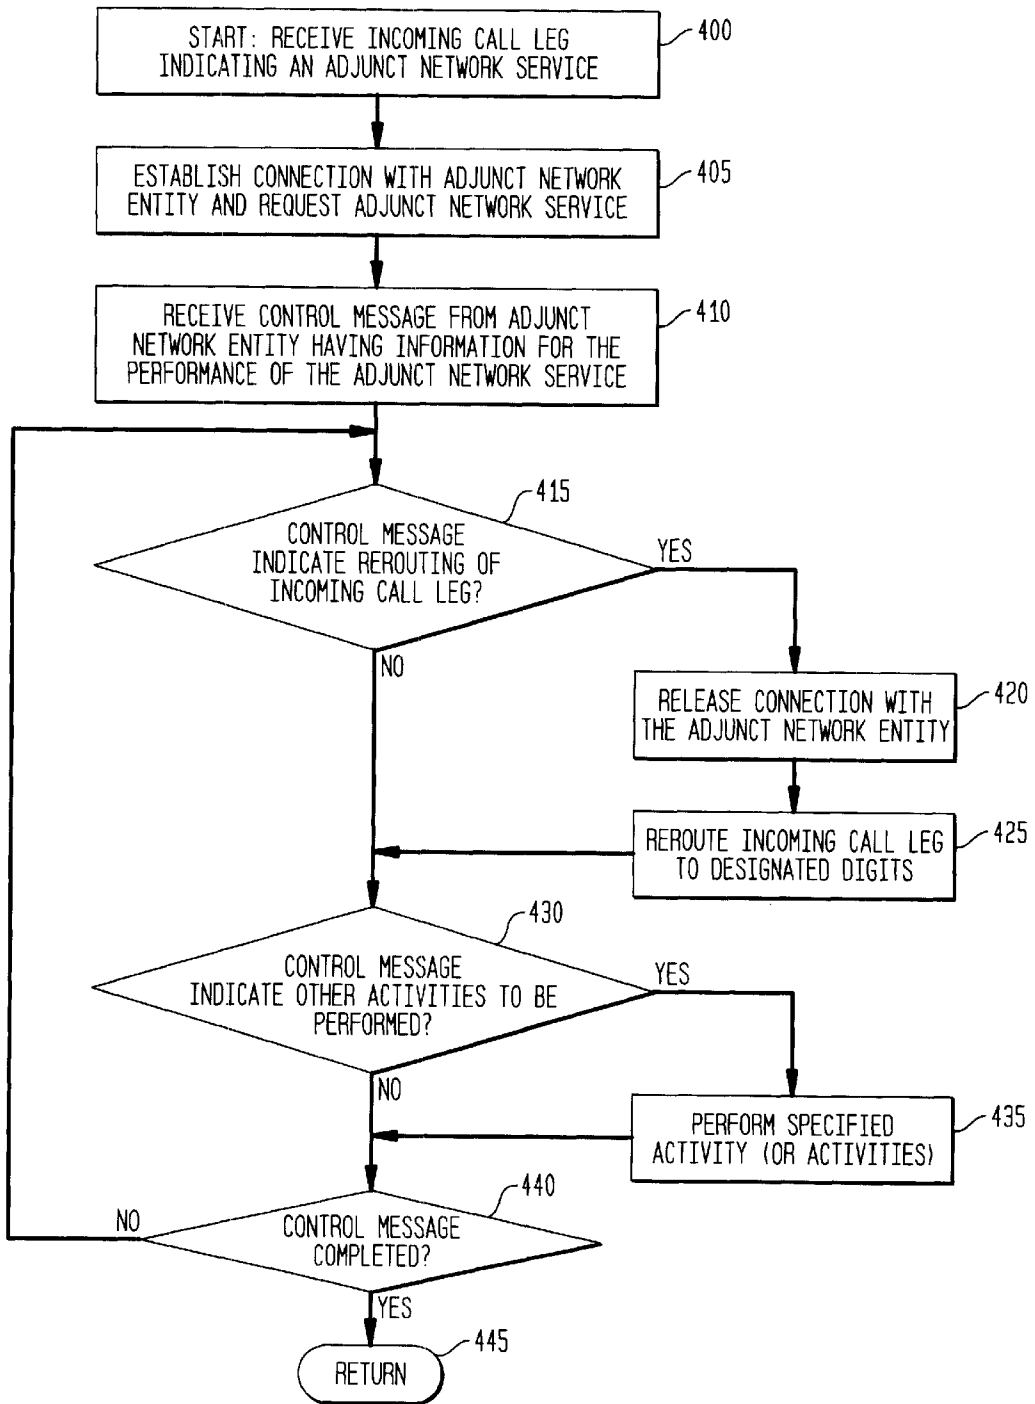 START: RECEIVE INCOMING CALL LEG
INDICATING AN ADJUNCT NETWORK SERVICE
400
ESTABLISH CONNECTION WITH ADJUNCT NETWORK
ENTITY AND REQUEST ADJUNCT NETWORK SERVICE
405
RECEIVE CONTROL MESSAGE FROM ADJUNCT
NETWORK ENTITY HAVING INFORMATION FOR THE
PERFORMANCE OF THE ADJUNCT NETWORK SERVICE
410
415
CONTROL MESSAGE
INDICATE REROUTING OF
INCOMING CALL LEG?
YES
NO
RELEASE CONNECTION WITH
THE ADJUNCT NETWORK ENTITY
420
REROUTE INCOMING CALL LEG
TO DESIGNATED DIGITS
425
430
CONTROL MESSAGE
INDICATE OTHER ACTIVITIES TO BE
PERFORMED?
YES
NO
PERFORM SPECIFIED
ACTIVITY (OR ACTIVITIES)
435
440
CONTROL MESSAGE
COMPLETED?
NO
YES
RETURN
445